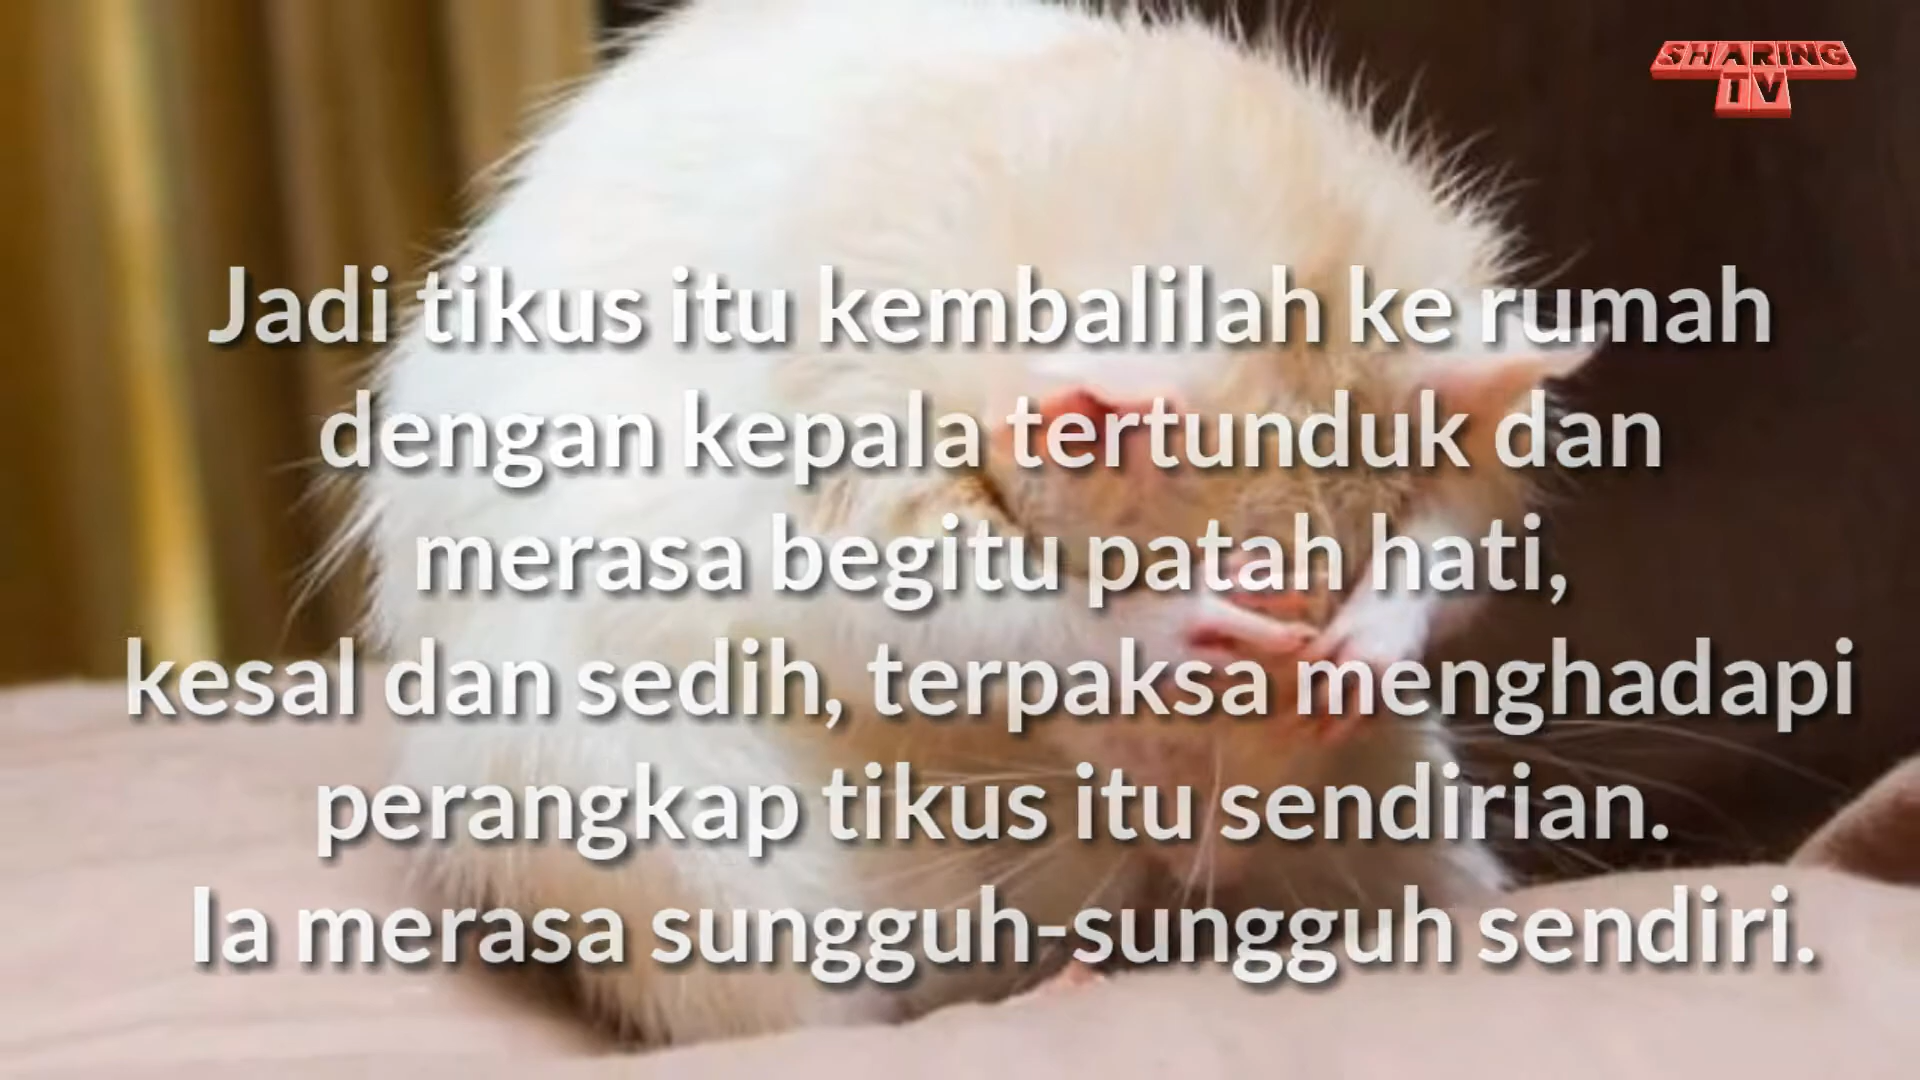 SHARING
TV
Jadi tikus itu kembalilah ke rumah
dengan kepala tertunduk dan
merasa begitu patah hati,
kesal dan sedih, terpaksa menghadapi
perangkap tikus itu sendirian.
Ia merasa sungguh-sungguh sendiri.